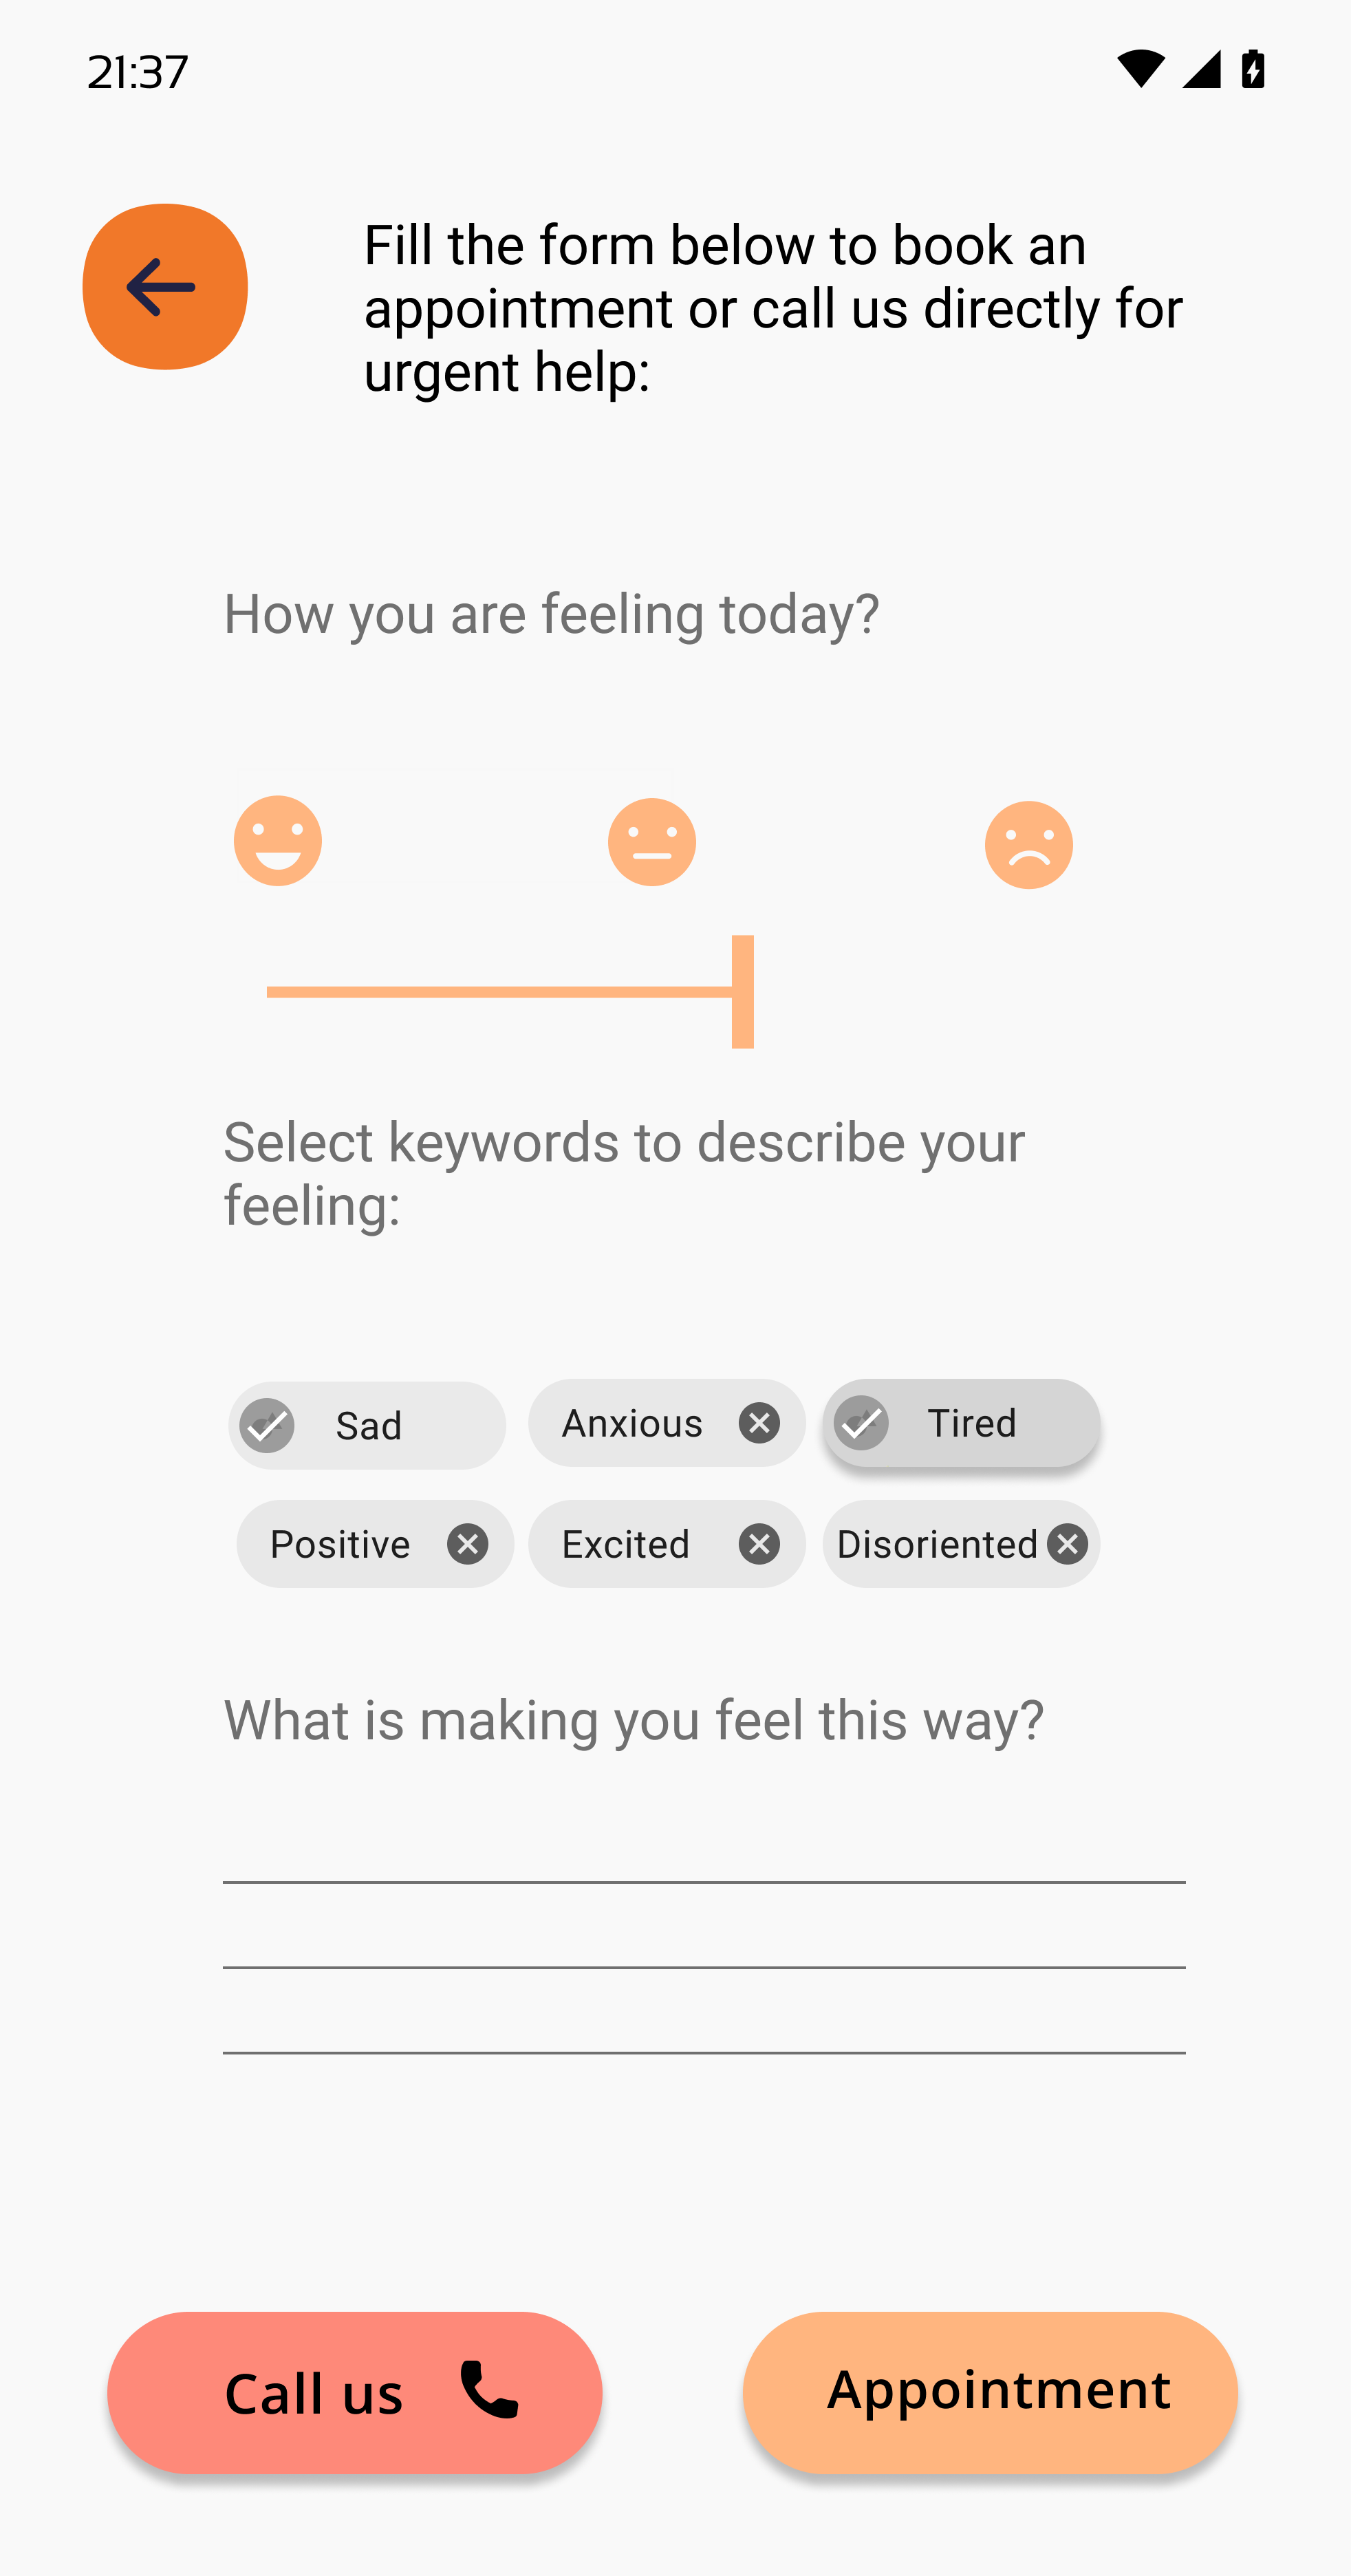 21:37
Fill the form below to book an
appointment or call us directly for
urgent help:
How you are feeling today?
Select keywords to describe your
feeling:
Sad
Anxious
Tired
Positive
Excited
Disoriented
What is making you feel this way?
Call us
Appointment